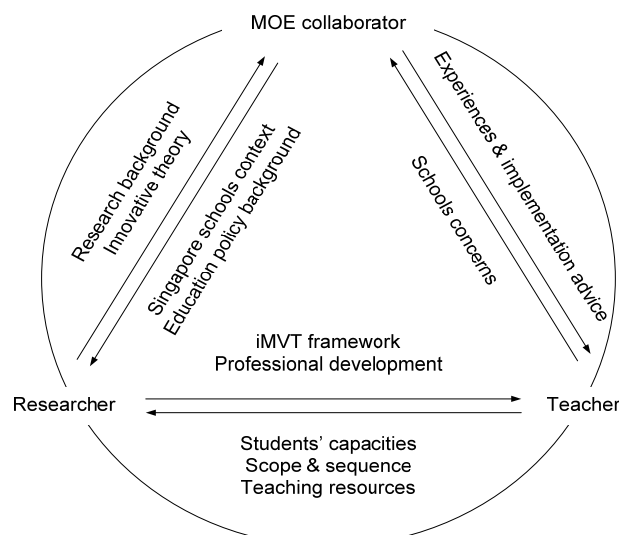 MOE collaborator
Research background
Innovative theory
Singapore schools context
Education policy background
Experiences & implementation advice
Schools concerns
iMVT framework
Professional development
Researcher
Teacher
Students’ capacities
Scope & sequence
Teaching resources